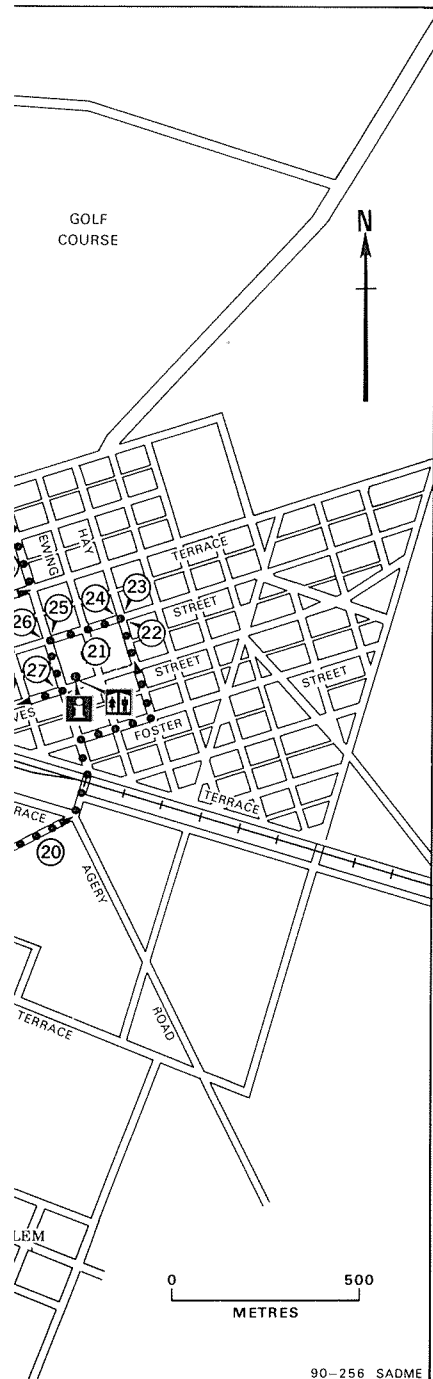 GOLF
COURSE
N
EWING
HAY
TERRACE
STREET
STREET
STREET
FOSTER
TERRACE
23
24
25
26
22
21
27
VES
i
RACE
20
AGERY
ROAD
TERRACE
LEM
0 500
METRES
90-256 SADME